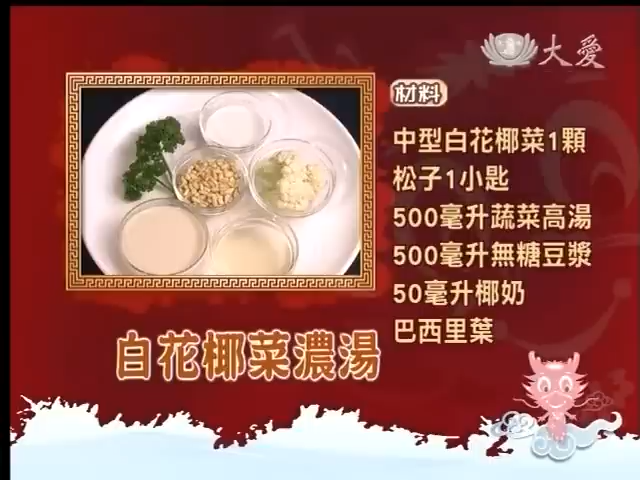 大愛
材料
中型白花椰菜1顆
松子1小匙
500毫升蔬菜高湯
500毫升無糖豆漿
50毫升椰奶
巴西里葉
白花椰菜濃湯